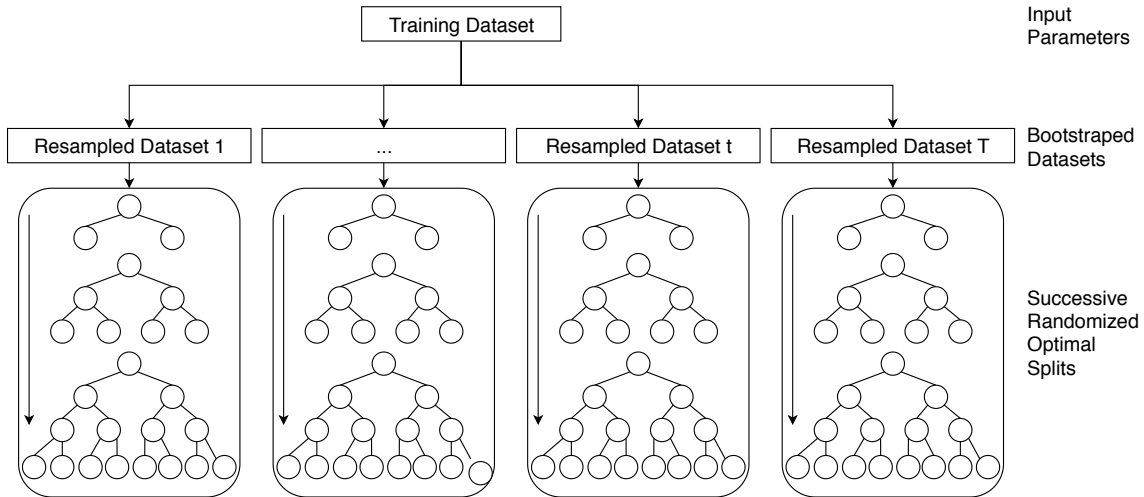 Training Dataset
Input
Parameters
Resampled Dataset 1
...
Resampled Dataset t
Resampled Dataset T
Bootstraped
Datasets
Successive
Randomized
Optimal
Splits